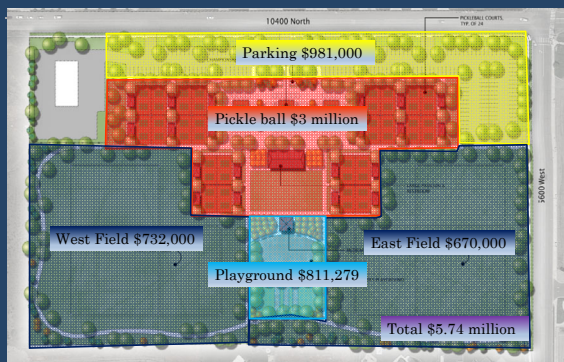 10400 North
PICKLEBALL COURTS,
TYP. OF 24
Parking $981,000
Pickle ball $3 million
5600 West
West Field $732,000
East Field $670,000
Playground $811,279
Total $5.74 million